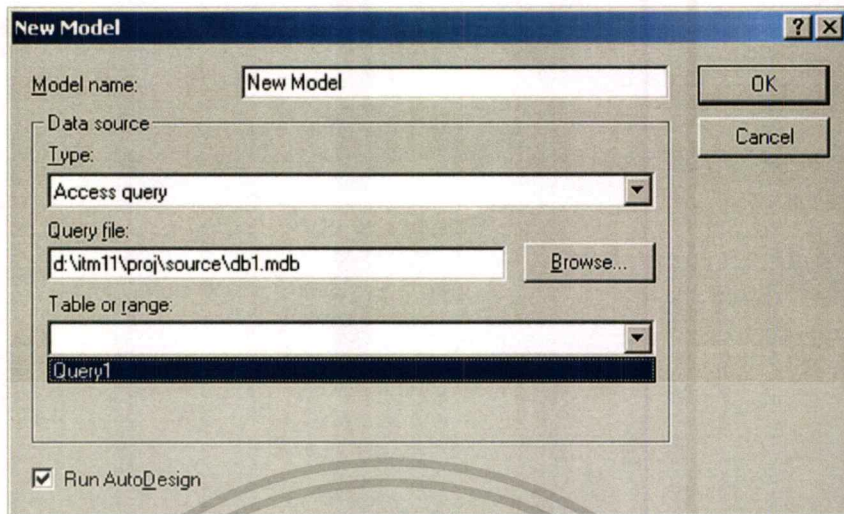 New Model
Model name: New Model OK
Data source Cancel
Type:
Access query
Query file:
d:\itm11\proj\source\db1.mdb Browse...
Table or range:
Query1
Run AutoDesign